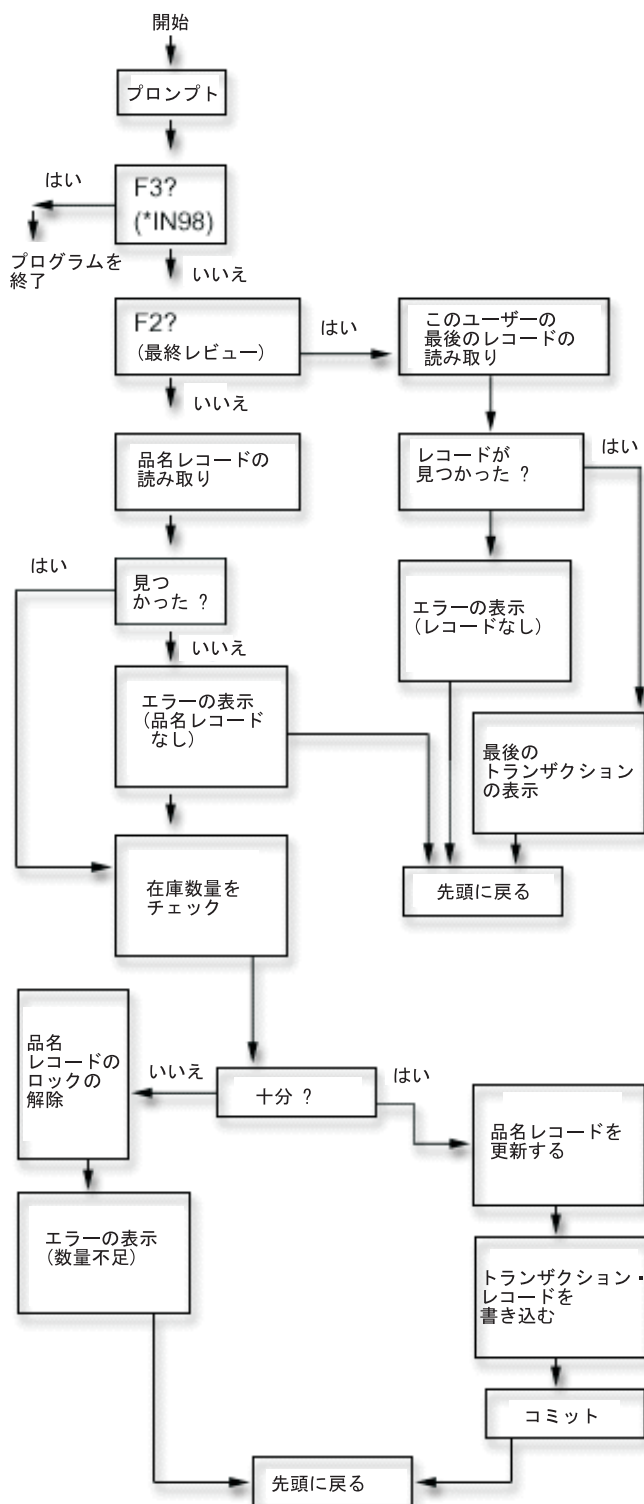 開始
プロンプト
はい
F3?
(*IN98)
プログラムを
終了
いいえ
F2?
(最終レビュー)
はい
このユーザーの
最後のレコードの
読み取り
いいえ
品名レコードの
読み取り
レコードが
見つかった ?
はい
はい
見つ
かった ?
いいえ
エラーの表示
(レコードなし)
エラーの表示
(品名レコード
なし)
最後の
トランザクション
の表示
在庫数量を
チェック
先頭に戻る
品名
レコードの
ロックの
解除
いいえ
十分 ?
はい
品名レコードを
更新する
エラーの表示
(数量不足)
トランザクション・
レコードを
書き込む
コミット
先頭に戻る